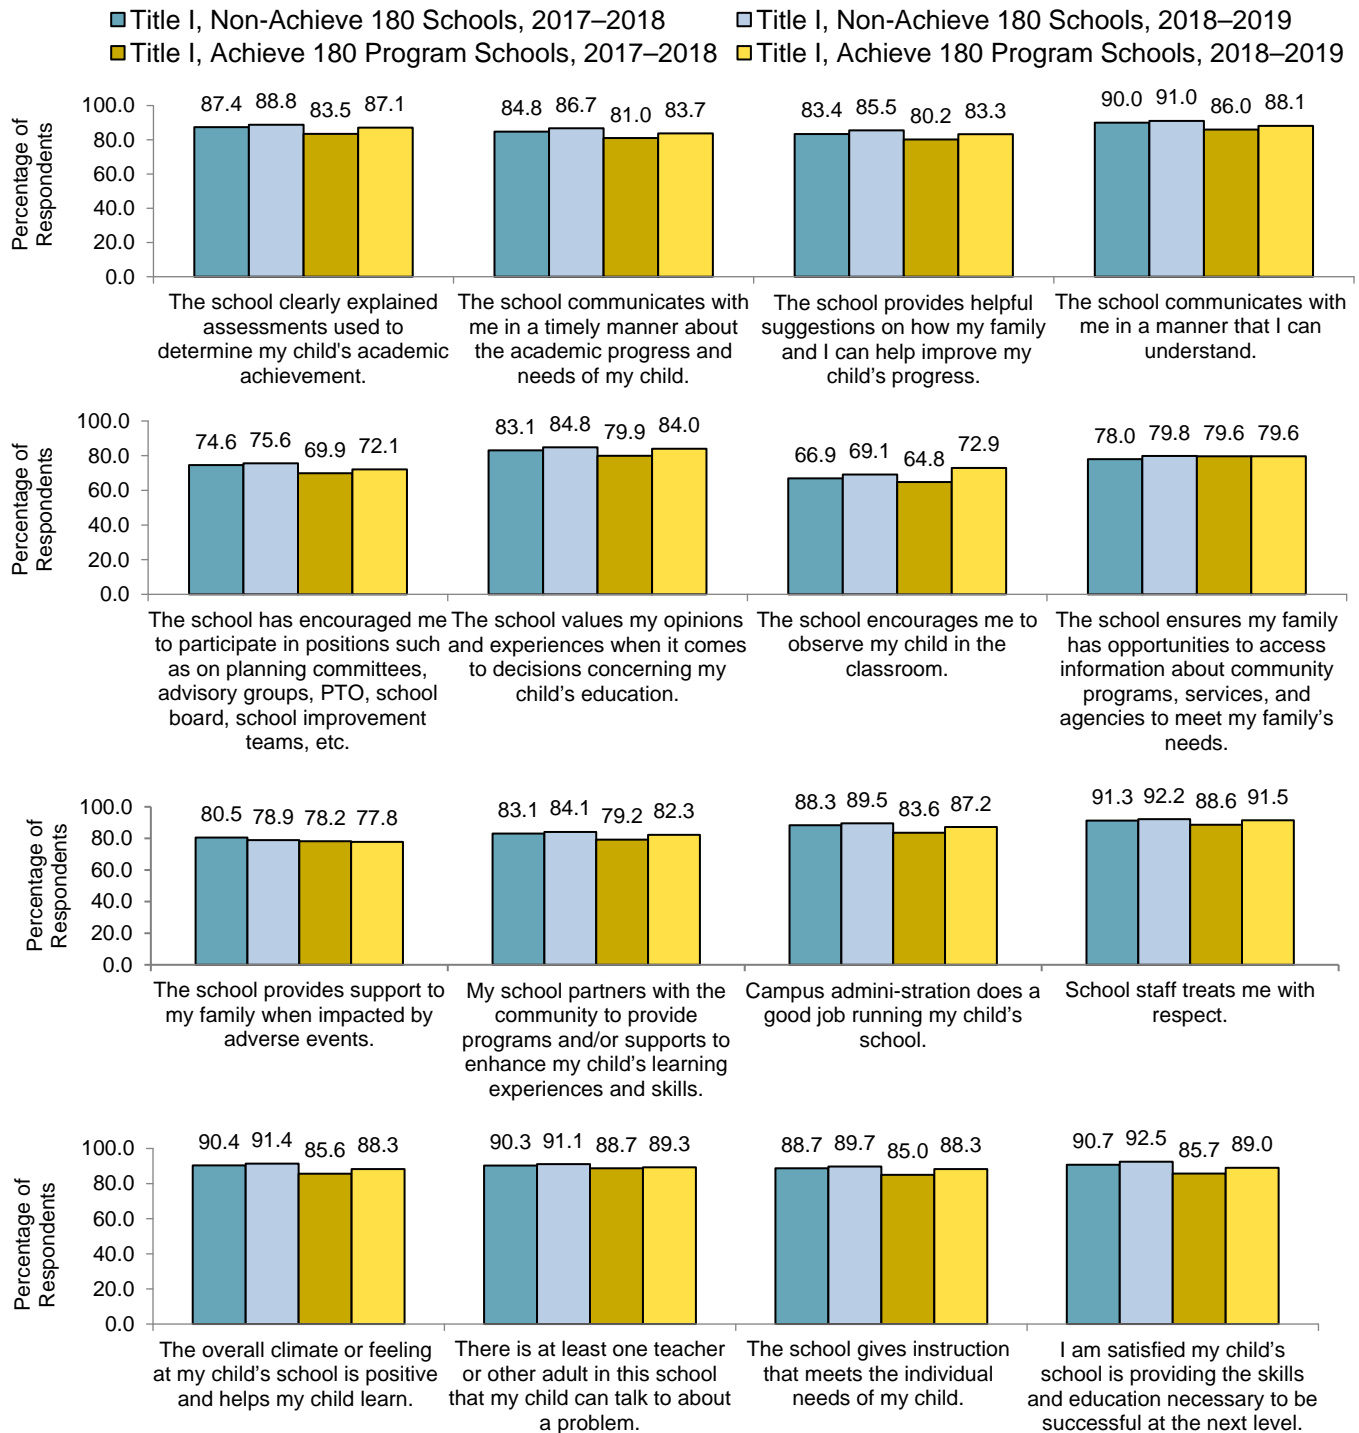 Title I, Non-Achieve 180 Schools, 2017–2018
Title I, Non-Achieve 180 Schools, 2018–2019
Title I, Achieve 180 Program Schools, 2017–2018
Title I, Achieve 180 Program Schools, 2018–2019
Percentage of
Respondents
100.0
80.0
60.0
40.0
20.0
0.0
87.4 88.8 83.5 87.1
84.8 86.7 81.0 83.7
83.4 85.5 80.2 83.3
90.0 91.0 86.0 88.1
The school clearly explained
assessments used to
determine my child's academic
achievement.
The school communicates with
me in a timely manner about
the academic progress and
needs of my child.
The school provides helpful
suggestions on how my family
and I can help improve my
child’s progress.
The school communicates with
me in a manner that I can
understand.
Percentage of
Respondents
100.0
80.0
60.0
40.0
20.0
0.0
74.6 75.6 69.9 72.1
83.1 84.8 79.9 84.0
66.9 69.1 64.8 72.9
78.0 79.8 79.6 79.6
The school has encouraged me
to participate in positions such
as on planning committees,
advisory groups, PTO, school
board, school improvement
teams, etc.
The school values my opinions
and experiences when it comes
to decisions concerning my
child’s education.
The school encourages me to
observe my child in the
classroom.
The school ensures my family
has opportunities to access
information about community
programs, services, and
agencies to meet my family’s
needs.
Percentage of
Respondents
100.0
80.0
60.0
40.0
20.0
0.0
80.5 78.9 78.2 77.8
83.1 84.1 79.2 82.3
88.3 89.5 83.6 87.2
91.3 92.2 88.6 91.5
The school provides support to
my family when impacted by
adverse events.
My school partners with the
community to provide
programs and/or supports to
enhance my child’s learning
experiences and skills.
Campus admini-stration does a
good job running my child’s
school.
School staff treats me with
respect.
Percentage of
Respondents
100.0
80.0
60.0
40.0
20.0
0.0
90.4 91.4 85.6 88.3
90.3 91.1 88.7 89.3
88.7 89.7 85.0 88.3
90.7 92.5 85.7 89.0
The overall climate or feeling
at my child’s school is positive
and helps my child learn.
There is at least one teacher
or other adult in this school
that my child can talk to about
a problem.
The school gives instruction
that meets the individual
needs of my child.
I am satisfied my child’s
school is providing the skills
and education necessary to be
successful at the next level.